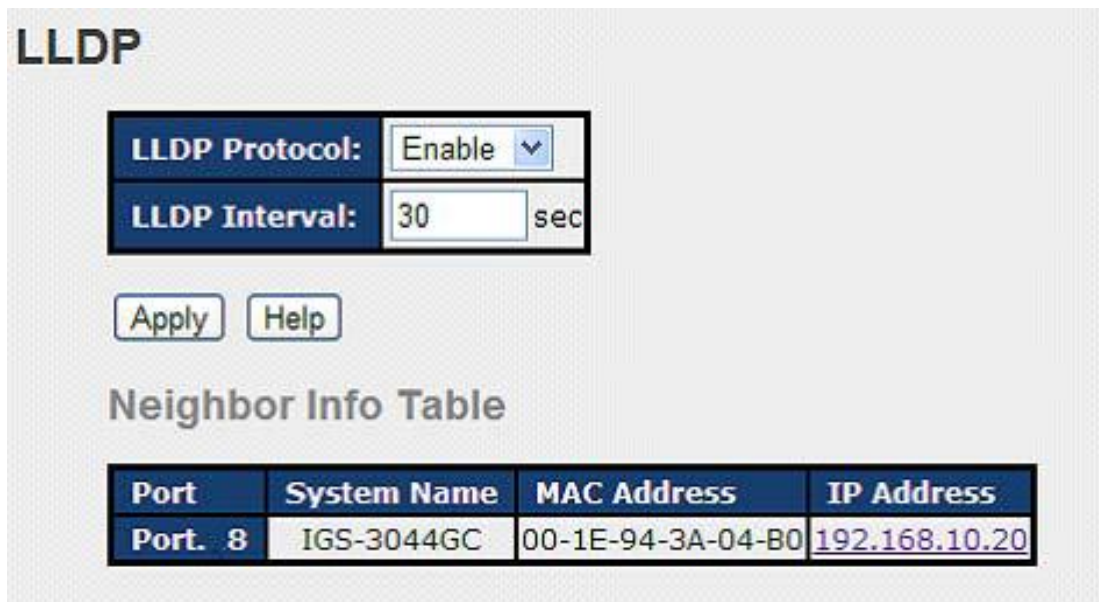 LLDP
LLDP Protocol: Enable
LLDP Interval: 30 sec
Apply Help
Neighbor Info Table
Port System Name MAC Address IP Address
Port. 8 IGS-3044GC 00-1E-94-3A-04-B0 192.168.10.20